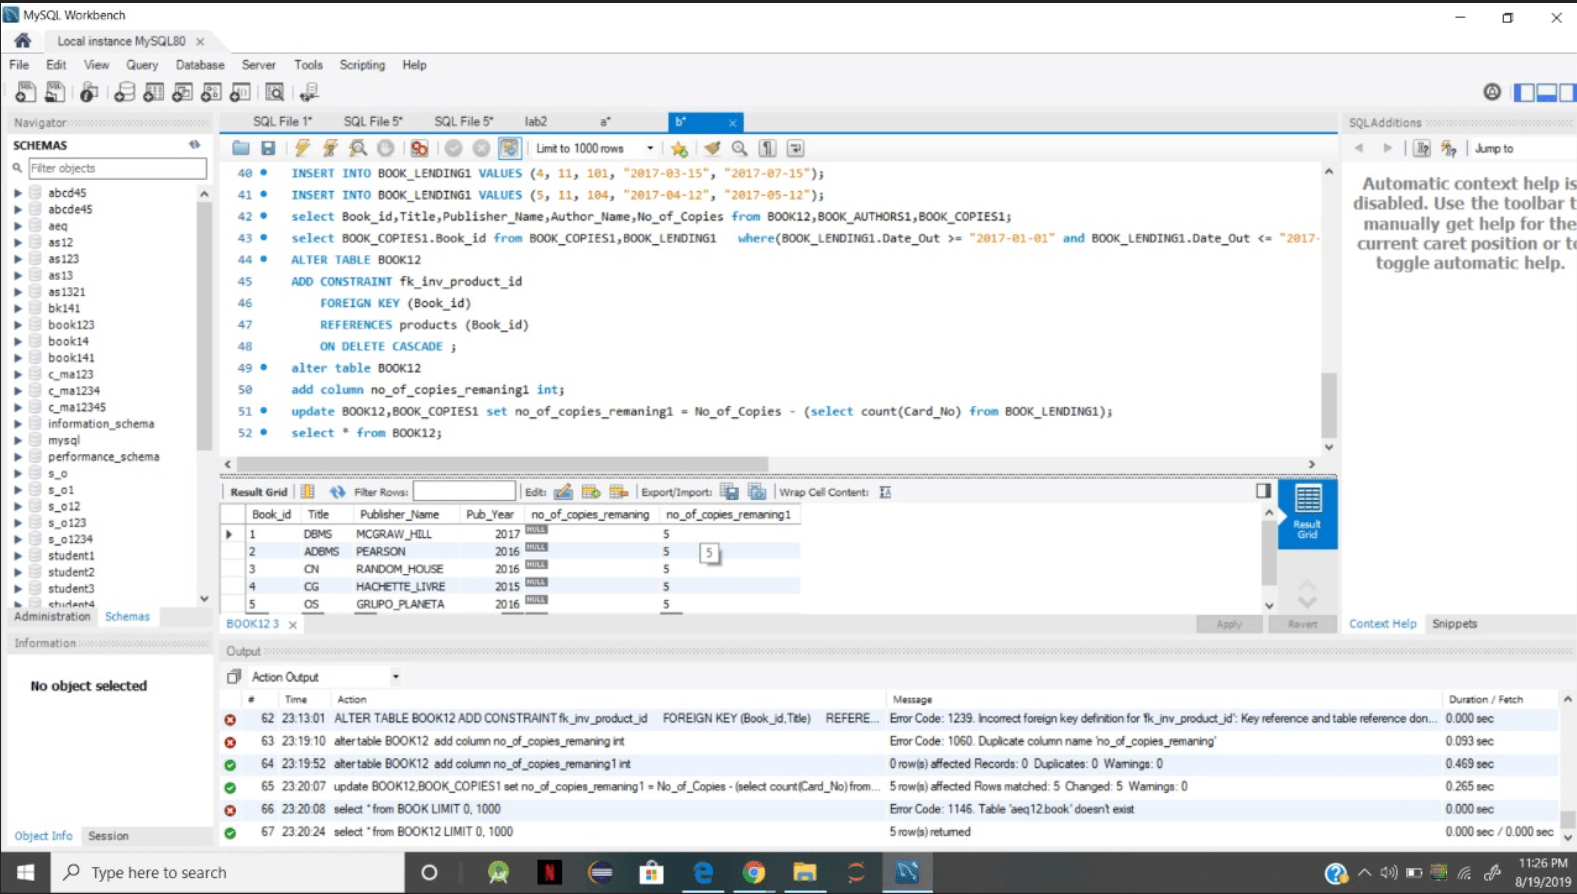 MySQL Workbench
Local instance MySQL80
File Edit View Query Database Server Tools Scripting Help
Navigator
SCHEMAS
Filter objects
abcd45
abcde45
aeq
as12
as123
as13
as1321
bk141
book123
book14
book141
c_ma123
c_ma1234
c_ma12345
information_schema
mysql
performance_schema
s_o
s_o1
s_o12
s_o123
s_o1234
student1
student2
student3
student4
Administration Schemas
Information
No object selected
Object Info Session
SQL File 1* SQL File 5* SQL File 5* lab2 a* b*
Limit to 1000 rows
40 INSERT INTO BOOK_LENDING1 VALUES (4, 11, 101, "2017-03-15", "2017-07-15");
41 INSERT INTO BOOK_LENDING1 VALUES (5, 11, 104, "2017-04-12", "2017-05-12");
42 select Book_id,Title,Publisher_Name,Author_Name,No_of_Copies from BOOK12,BOOK_AUTHORS1,BOOK_COPIES1;
43 select BOOK_COPIES1.Book_id from BOOK_COPIES1,BOOK_LENDING1 where(BOOK_LENDING1.Date_Out >= "2017-01-01" and BOOK_LENDING1.Date_Out <= "2017-
44 ALTER TABLE BOOK12
45 ADD CONSTRAINT fk_inv_product_id
46 FOREIGN KEY (Book_id)
47 REFERENCES products (Book_id)
48 ON DELETE CASCADE ;
49 alter table BOOK12
50 add column no_of_copies_remaning1 int;
51 update BOOK12,BOOK_COPIES1 set no_of_copies_remaning1 = No_of_Copies - (select count(Card_No) from BOOK_LENDING1);
52 select * from BOOK12;
Result Grid Filter Rows: Edit: Export/Import: Wrap Cell Content:
Book_id Title Publisher_Name Pub_Year no_of_copies_remaning no_of_copies_remaning1
1 DBMS MCGRAW_HILL 2017 NULL 5
2 ADBMS PEARSON 2016 NULL 5
3 CN RANDOM_HOUSE 2016 NULL 5
4 CG HACHETTE_LIVRE 2015 NULL 5
5 OS GRUPO_PLANETA 2016 NULL 5
5
Result
Grid
BOOK12 3
Apply Revert
SQLAdditions
Jump to
Automatic context help is
disabled. Use the toolbar t
manually get help for the
current caret position or to
toggle automatic help.
Context Help Snippets
Output
Action Output
# Time Action Message Duration / Fetch
62 23:13:01 ALTER TABLE BOOK12 ADD CONSTRAINT fk_inv_product_id FOREIGN KEY (Book_id,Title) REFERE... Error Code: 1239. Incorrect foreign key definition for 'fk_inv_product_id': Key reference and table reference don... 0.000 sec
63 23:19:10 alter table BOOK12 add column no_of_copies_remaning int Error Code: 1060. Duplicate column name 'no_of_copies_remaning' 0.093 sec
64 23:19:52 alter table BOOK12 add column no_of_copies_remaning1 int 0 row(s) affected Records: 0 Duplicates: 0 Warnings: 0 0.469 sec
65 23:20:07 update BOOK12,BOOK_COPIES1 set no_of_copies_remaning1 = No_of_Copies - (select count(Card_No) from... 5 row(s) affected Rows matched: 5 Changed: 5 Warnings: 0 0.265 sec
66 23:20:08 select * from BOOK LIMIT 0, 1000 Error Code: 1146. Table 'aeq12.book' doesn't exist 0.000 sec
67 23:20:24 select * from BOOK12 LIMIT 0, 1000 5 row(s) returned 0.000 sec / 0.000 sec
Type here to search
11:26 PM
8/19/2019